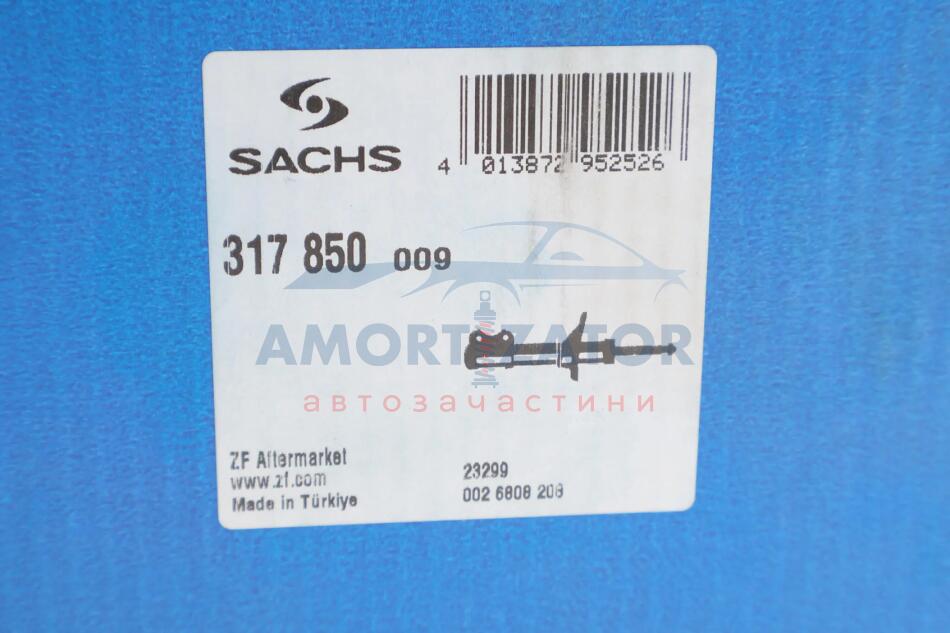 SACHS
4 013872 952526
317 850 009
AMORTIZATOR
автозачастини
ZF Aftermarket
www.zf.com
Made in Türkiye
23299
002 6808 208